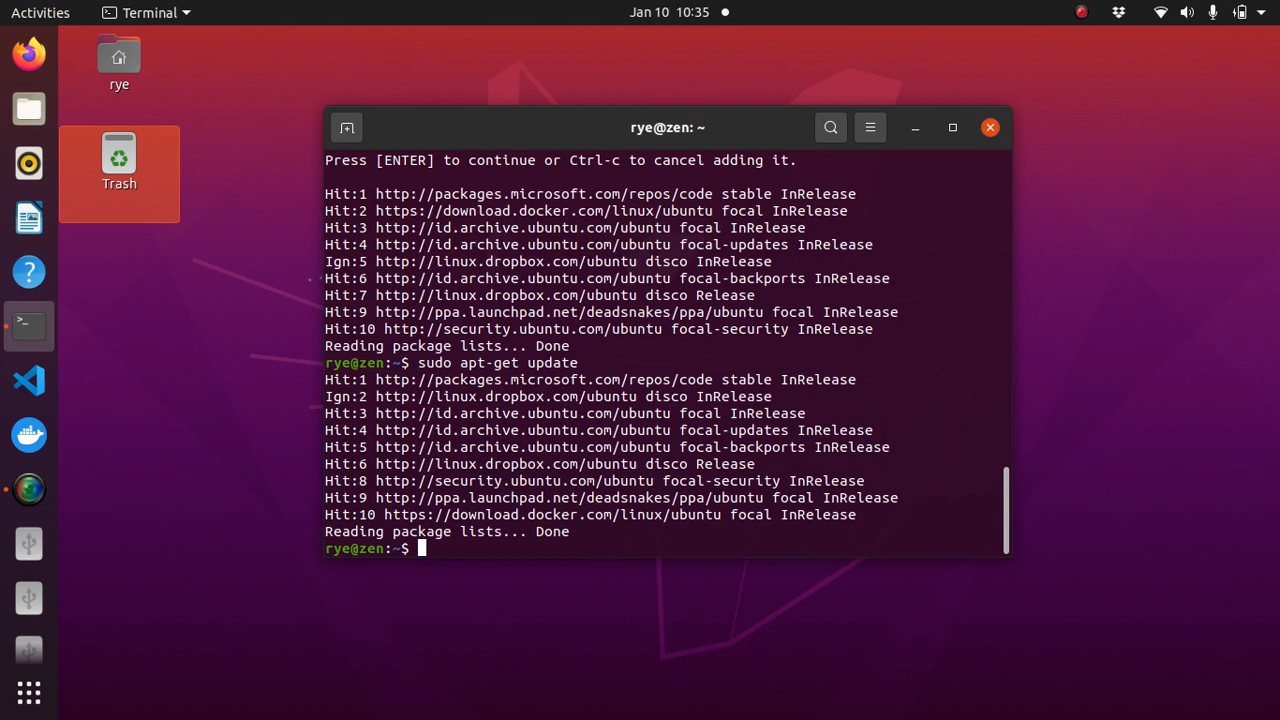 Activities
Terminal
Jan 10 10:35
rye
Trash
rye@zen: ~
Press [ENTER] to continue or Ctrl-c to cancel adding it.
Hit:1 http://packages.microsoft.com/repos/code stable InRelease
Hit:2 https://download.docker.com/linux/ubuntu focal InRelease
Hit:3 http://id.archive.ubuntu.com/ubuntu focal InRelease
Hit:4 http://id.archive.ubuntu.com/ubuntu focal-updates InRelease
Ign:5 http://linux.dropbox.com/ubuntu disco InRelease
Hit:6 http://id.archive.ubuntu.com/ubuntu focal-backports InRelease
Hit:7 http://linux.dropbox.com/ubuntu disco Release
Hit:9 http://ppa.launchpad.net/deadsnakes/ppa/ubuntu focal InRelease
Hit:10 http://security.ubuntu.com/ubuntu focal-security InRelease
Reading package lists... Done
rye@zen:~$ sudo apt-get update
Hit:1 http://packages.microsoft.com/repos/code stable InRelease
Ign:2 http://linux.dropbox.com/ubuntu disco InRelease
Hit:3 http://id.archive.ubuntu.com/ubuntu focal InRelease
Hit:4 http://id.archive.ubuntu.com/ubuntu focal-updates InRelease
Hit:5 http://id.archive.ubuntu.com/ubuntu focal-backports InRelease
Hit:6 http://linux.dropbox.com/ubuntu disco Release
Hit:8 http://security.ubuntu.com/ubuntu focal-security InRelease
Hit:9 http://ppa.launchpad.net/deadsnakes/ppa/ubuntu focal InRelease
Hit:10 https://download.docker.com/linux/ubuntu focal InRelease
Reading package lists... Done
rye@zen:~$